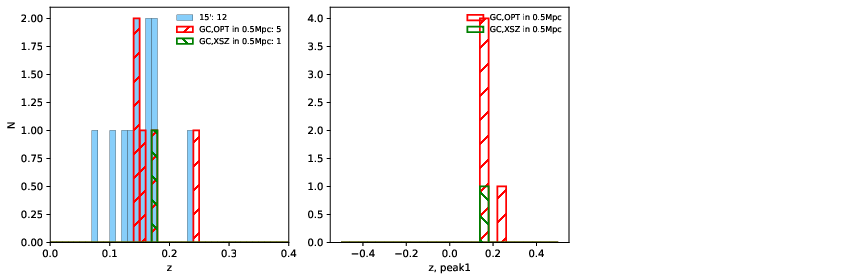 15': 12
GC,OPT in 0.5Mpc: 5
GC,XSZ in 0.5Mpc: 1
2.00
1.75
1.50
1.25
1.00
0.75
0.50
0.25
0.00
N
0.0 0.1 0.2 0.3 0.4
z
GC,OPT in 0.5Mpc
GC,XSZ in 0.5Mpc
4.0
3.5
3.0
2.5
2.0
1.5
1.0
0.5
0.0
−0.4 −0.2 0.0 0.2 0.4
z, peak1